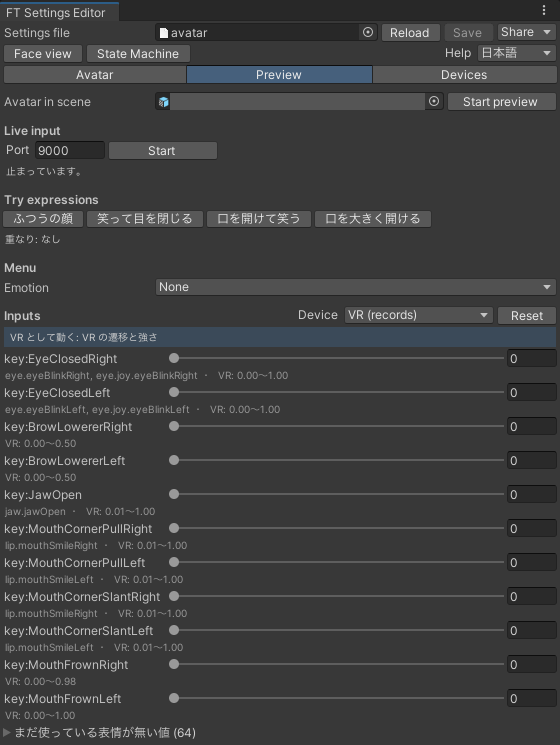 FT Settings Editor
Settings file avatar Reload Save Share
Face view State Machine Help 日本語
Avatar Preview Devices
Avatar in scene Start preview
Live input
Port 9000 Start
止まっています。
Try expressions
ふつうの顔 笑って目を閉じる 口を開けて笑う 口を大きく開ける
重なり: なし
Menu
Emotion None
Inputs Device VR (records) Reset
VR として動く: VR の遷移と強さ
key:EyeClosedRight 0
eye.eyeBlinkRight, eye.joy.eyeBlinkRight ・ VR: 0.00〜1.00
key:EyeClosedLeft 0
eye.eyeBlinkLeft, eye.joy.eyeBlinkLeft ・ VR: 0.00〜1.00
key:BrowLowererRight 0
VR: 0.00〜0.50
key:BrowLowererLeft 0
VR: 0.00〜0.50
key:JawOpen 0
jaw.jawOpen ・ VR: 0.01〜1.00
key:MouthCornerPullRight 0
lip.mouthSmileRight ・ VR: 0.01〜1.00
key:MouthCornerPullLeft 0
lip.mouthSmileLeft ・ VR: 0.01〜1.00
key:MouthCornerSlantRight 0
lip.mouthSmileRight ・ VR: 0.01〜1.00
key:MouthCornerSlantLeft 0
lip.mouthSmileLeft ・ VR: 0.01〜1.00
key:MouthFrownRight 0
VR: 0.00〜0.98
key:MouthFrownLeft 0
VR: 0.00〜1.00
まだ使っている表情が無い値 (64)